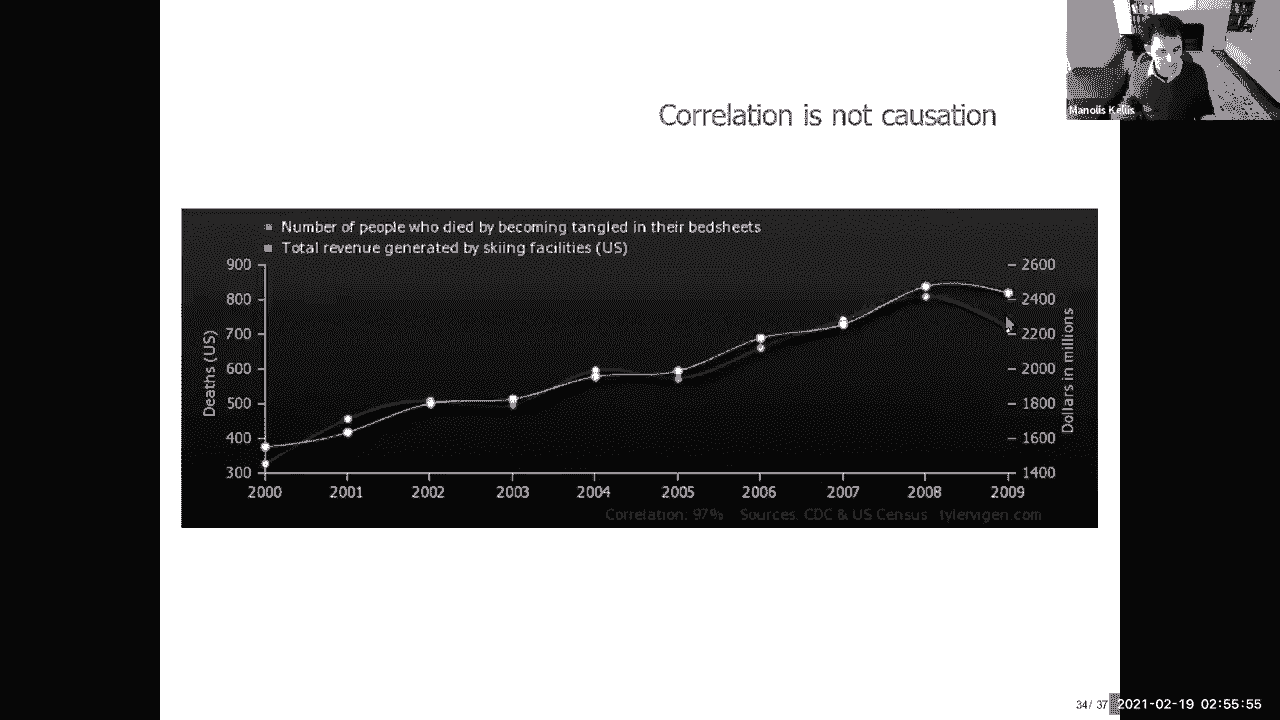 Manolis Kellis
Correlation is not causation
Number of people who died by becoming tangled in their bedsheets
Total revenue generated by skiing facilities (US)
900
800
700
600
500
400
300
Deaths (US)
2600
2400
2200
2000
1800
1600
1400
Dollars in millions
2000 2001 2002 2003 2004 2005 2006 2007 2008 2009
Correlation: 97% Sources: CDC & US Census tylervigen.com
34/ 37
2021-02-19 02:55:55